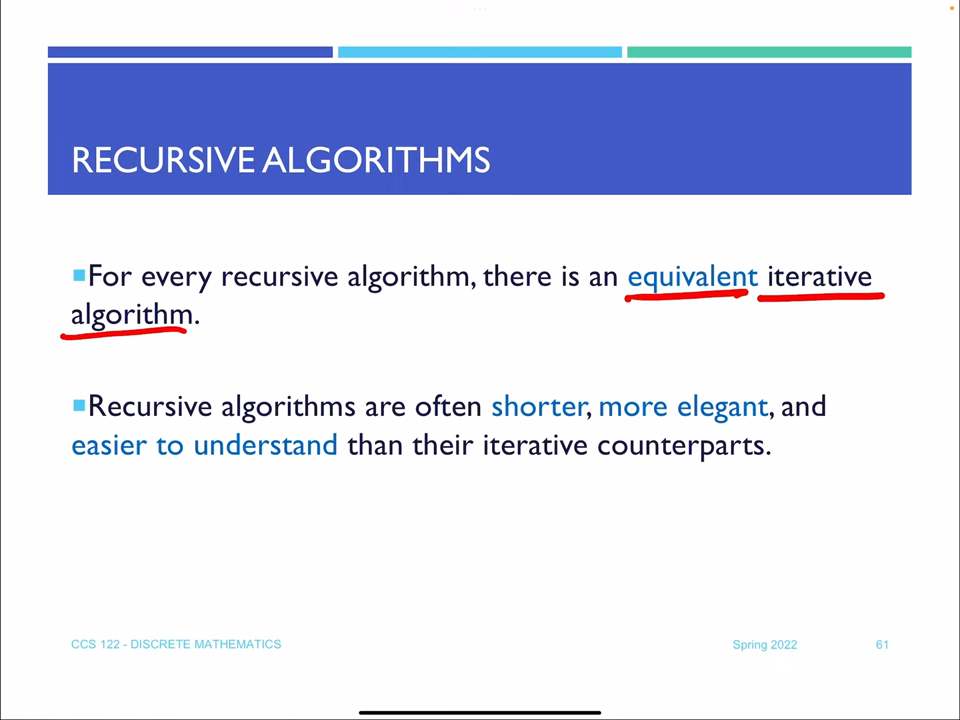 RECURSIVE ALGORITHMS
For every recursive algorithm, there is an equivalent iterative
algorithm.
Recursive algorithms are often shorter, more elegant, and
easier to understand than their iterative counterparts.
CCS 122 - DISCRETE MATHEMATICS Spring 2022 61